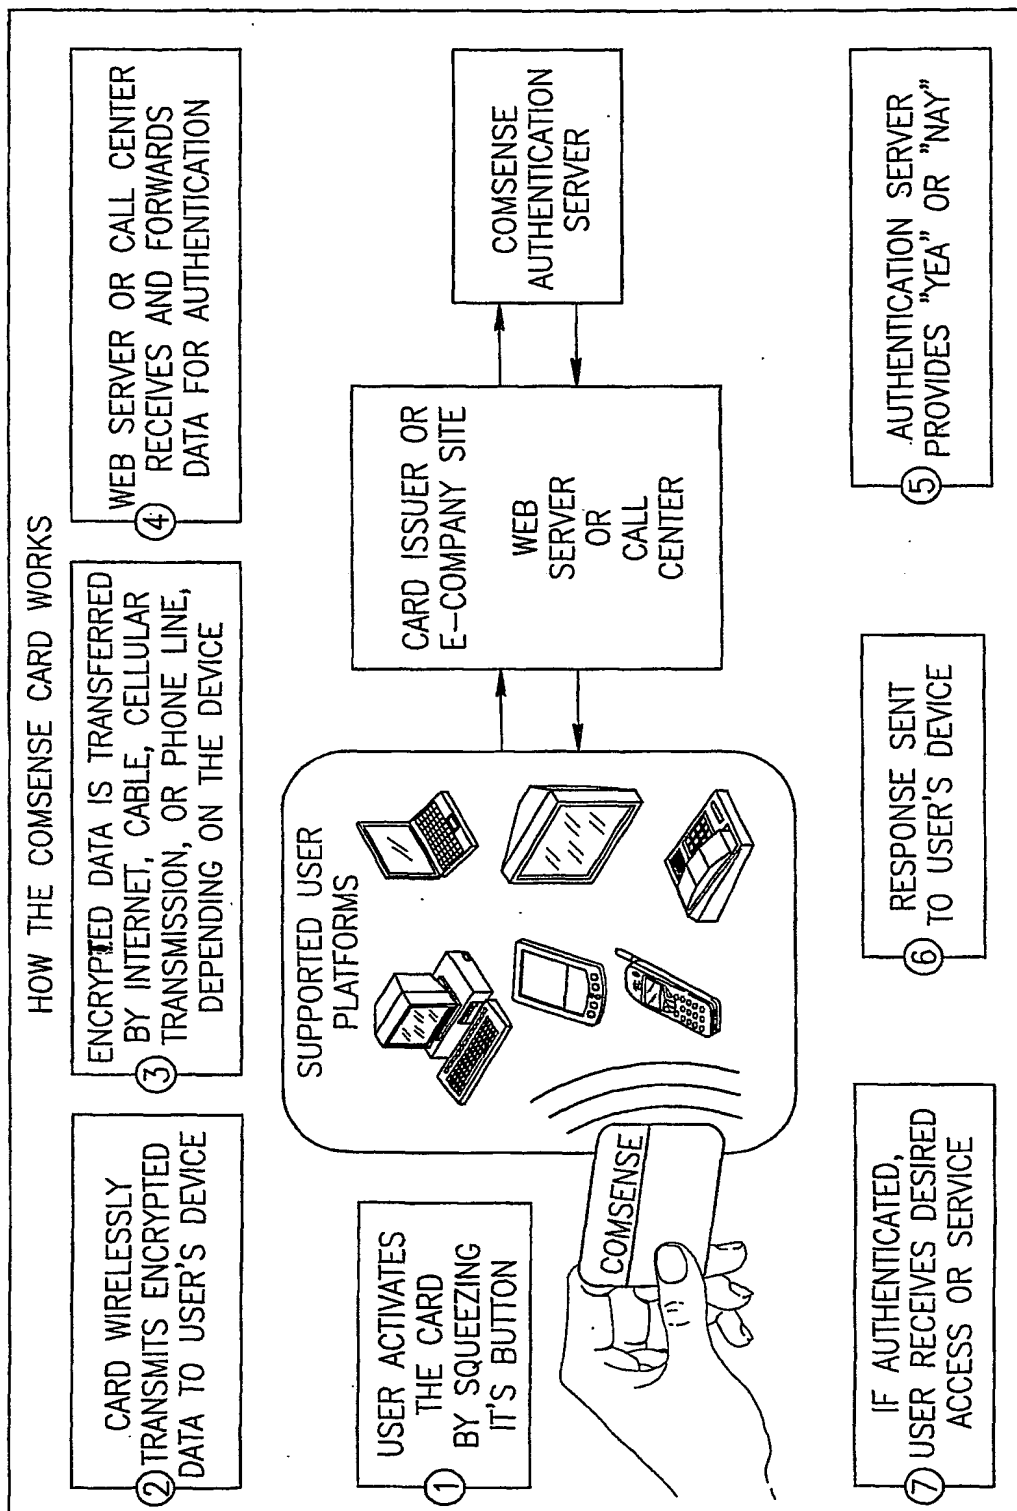 HOW THE COMSENSE CARD WORKS
1
USER ACTIVATES
THE CARD
BY SQUEEZING
IT'S BUTTON
2
CARD WIRELESSLY
TRANSMITS ENCRYPTED
DATA TO USER'S DEVICE
3
ENCRYPTED DATA IS TRANSFERRED
BY INTERNET, CABLE, CELLULAR
TRANSMISSION, OR PHONE LINE,
DEPENDING ON THE DEVICE
4
WEB SERVER OR CALL CENTER
RECEIVES AND FORWARDS
DATA FOR AUTHENTICATION
COMSENSE
SUPPORTED USER
PLATFORMS
CARD ISSUER OR
E-COMPANY SITE
WEB
SERVER
OR
CALL
CENTER
COMSENSE
AUTHENTICATION
SERVER
5
AUTHENTICATION SERVER
PROVIDES "YEA" OR "NAY"
6
RESPONSE SENT
TO USER'S DEVICE
7
IF AUTHENTICATED,
USER RECEIVES DESIRED
ACCESS OR SERVICE